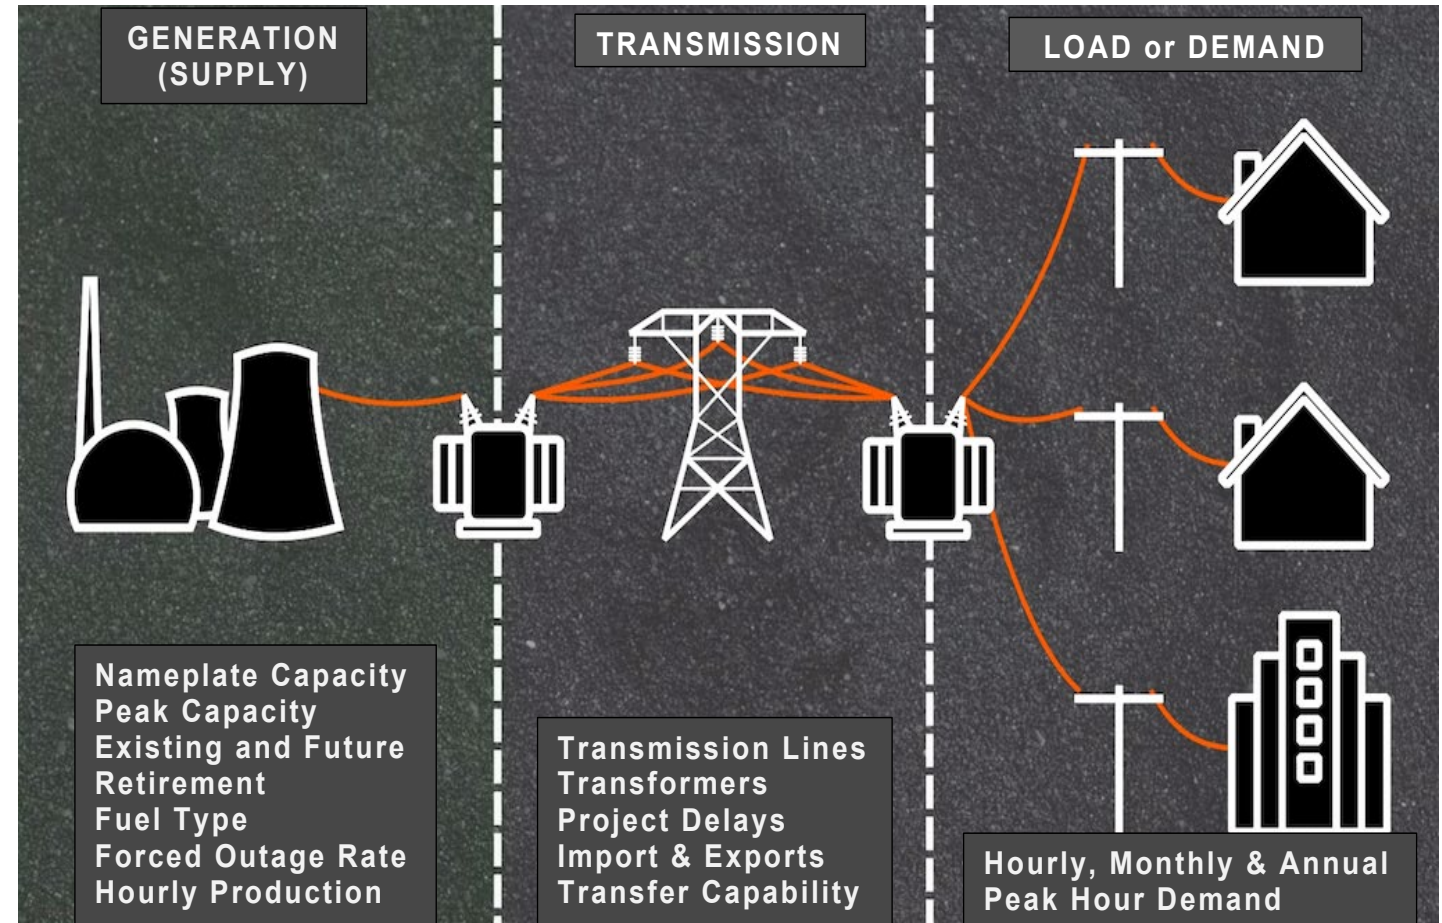 GENERATION
(SUPPLY)
TRANSMISSION
LOAD or DEMAND
Nameplate Capacity
Peak Capacity
Existing and Future
Retirement
Fuel Type
Forced Outage Rate
Hourly Production
Transmission Lines
Transformers
Project Delays
Import & Exports
Transfer Capability
Hourly, Monthly & Annual
Peak Hour Demand